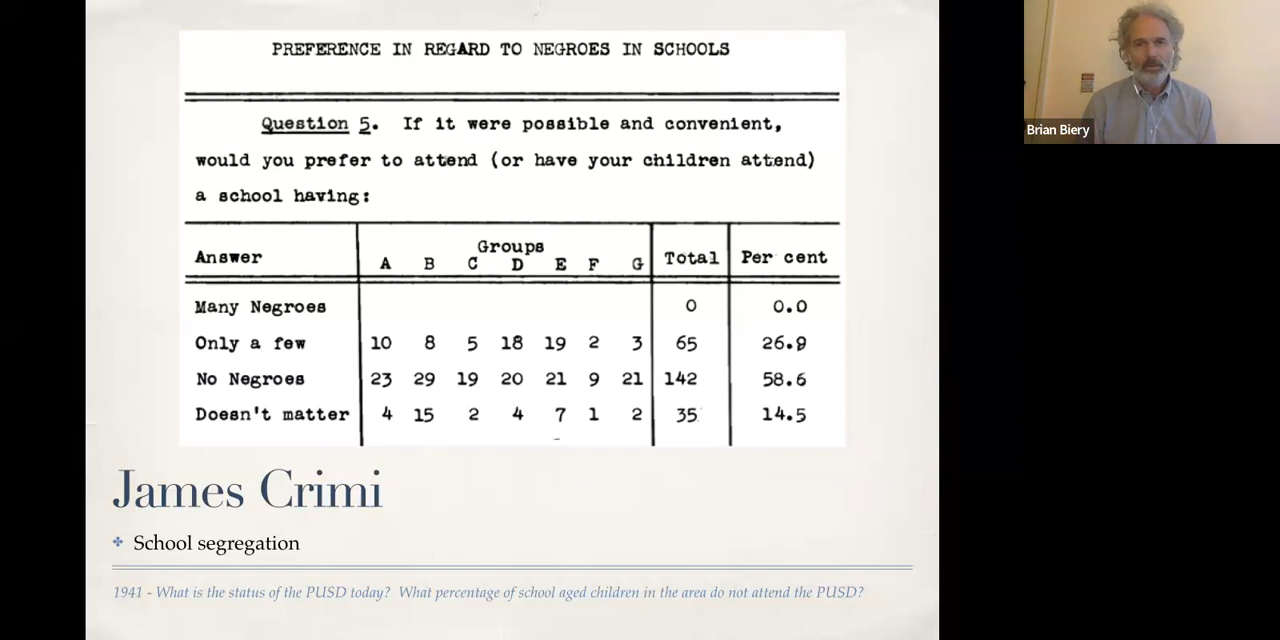 PREFERENCE IN REGARD TO NEGROES IN SCHOOLS
Question 5. If it were possible and convenient,
would you prefer to attend (or have your children attend)
a school having:
Answer Groups Total Per cent
A B C D E F G
Many Negroes 0 0.0
Only a few 10 8 5 18 19 2 3 65 26.9
No Negroes 23 29 19 20 21 9 21 142 58.6
Doesn't matter 4 15 2 4 7 1 2 35 14.5
James Crimi
School segregation
1941 - What is the status of the PUSD today? What percentage of school aged children in the area do not attend the PUSD?
Brian Biery